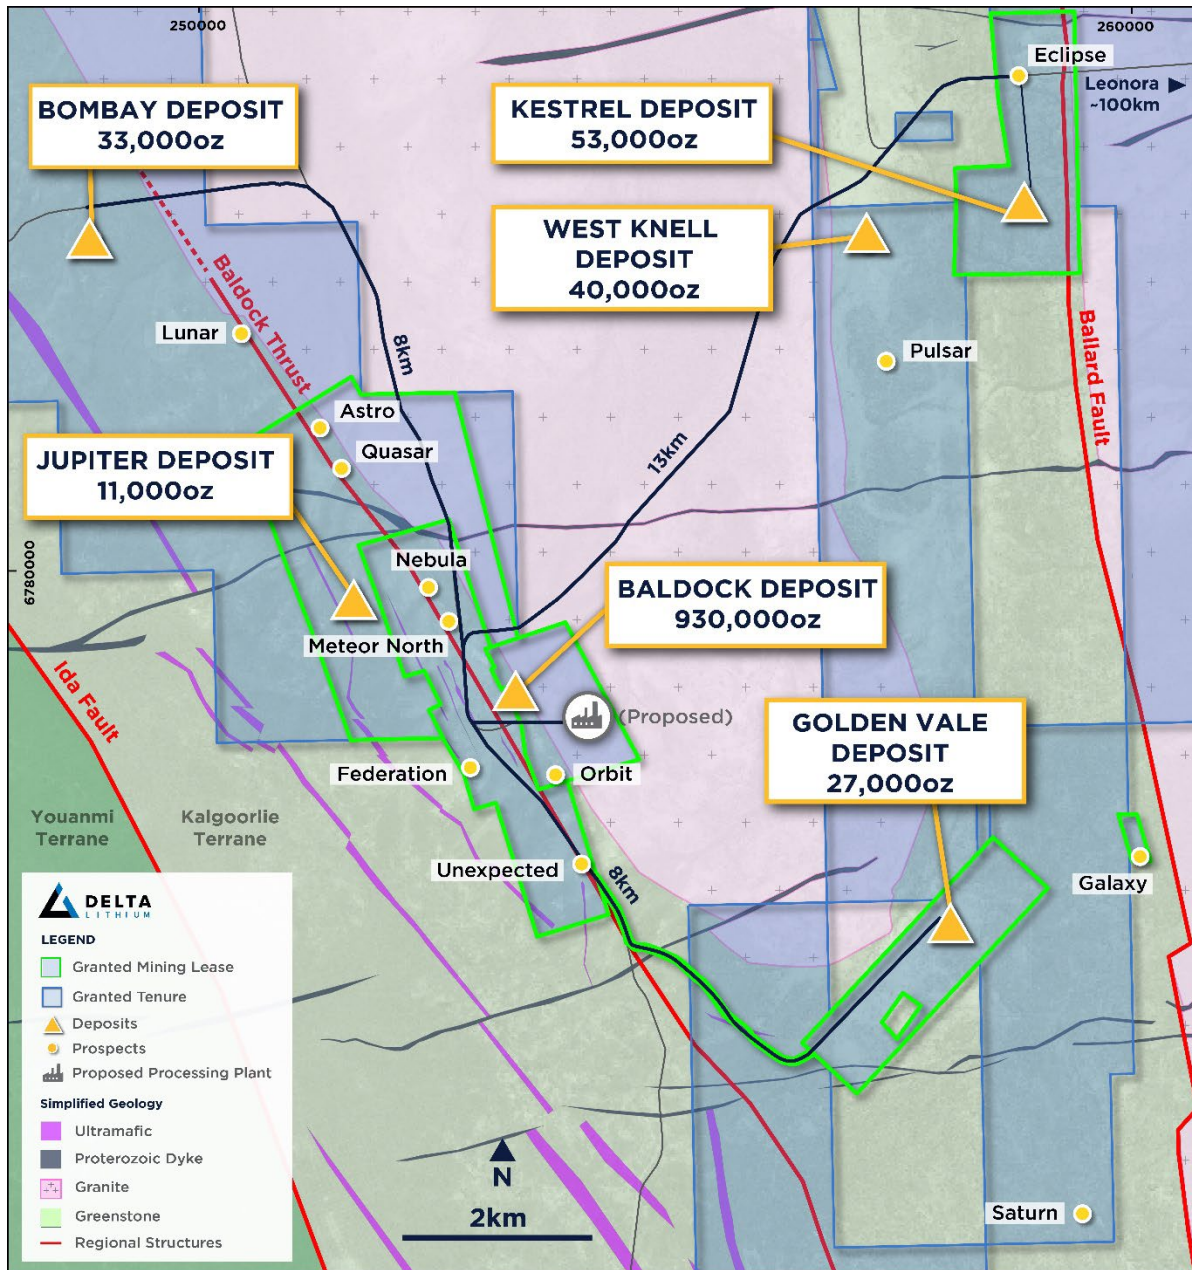 250000
260000
Eclipse
Leonora
~100km
BOMBAY DEPOSIT
33,000oz
KESTREL DEPOSIT
53,000oz
WEST KNELL
DEPOSIT
40,000oz
Baldock Thrust
Lunar
8km
Pulsar
Ballard Fault
Astro
Quasar
13km
JUPITER DEPOSIT
11,000oz
6780000
Nebula
BALDOCK DEPOSIT
930,000oz
Meteor North
Ida Fault
(Proposed)
GOLDEN VALE
DEPOSIT
27,000oz
Federation
Orbit
Youanmi
Terrane
Kalgoorlie
Terrane
Unexpected
8km
Galaxy
DELTA
LITHIUM
LEGEND
Granted Mining Lease
Granted Tenure
Deposits
Prospects
Proposed Processing Plant
Simplified Geology
Ultramafic
Proterozoic Dyke
Granite
Greenstone
Regional Structures
N
2km
Saturn